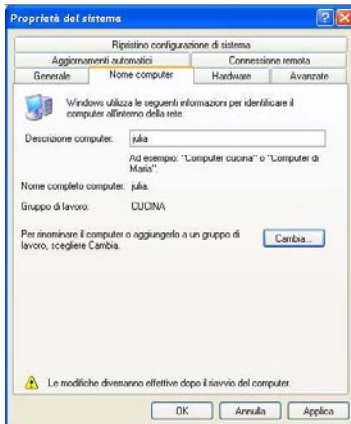 Proprietà del sistema
Ripristino configurazione di sistema
Aggiornamenti automatici Connessione remota
Generale Nome computer Hardware Avanzate
Windows utilizza le seguenti informazioni per identificare il
computer all'interno della rete.
Descrizione computer: julia
Ad esempio: "Computer cucina" o "Computer di
Maria".
Nome completo computer: julia.
Gruppo di lavoro: CUCINA
Per rinominare il computer o aggiungerlo a un gruppo di
lavoro, scegliere Cambia.
Cambia...
Le modifiche diverranno effettive dopo il riavvio del computer.
OK Annulla Applica